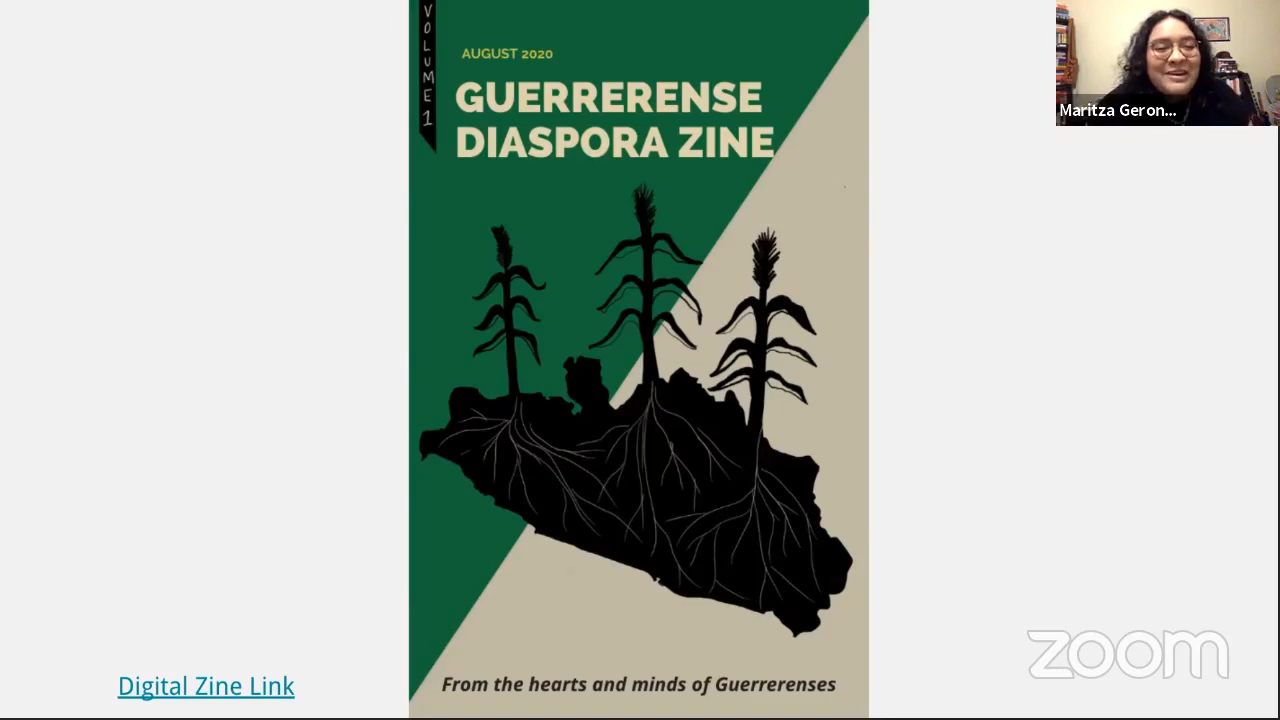 VOLUME 1
AUGUST 2020
GUERRERENSE
DIASPORA ZINE
From the hearts and minds of Guerrerenses
Digital Zine Link
Maritza Geron...
zoom